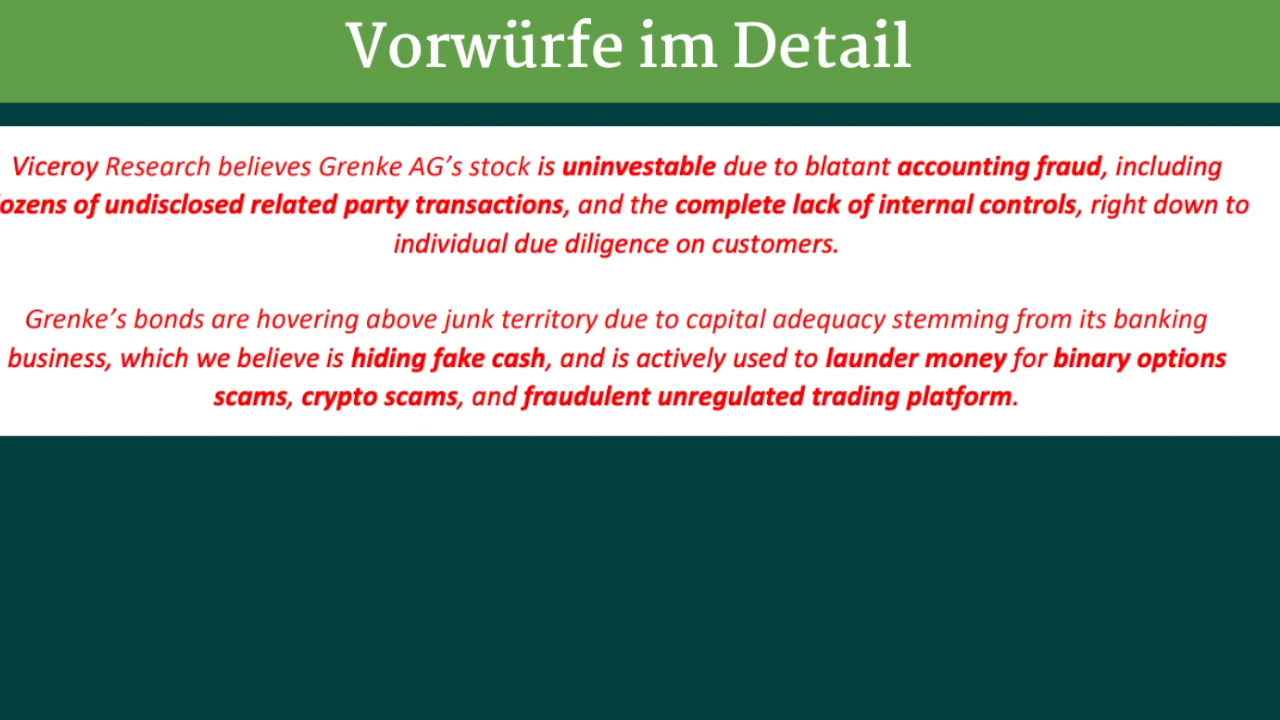 Vorwürfe im Detail
Viceroy Research believes Grenke AG’s stock is uninvestable due to blatant accounting fraud, including
ozens of undisclosed related party transactions, and the complete lack of internal controls, right down to
individual due diligence on customers.
Grenke’s bonds are hovering above junk territory due to capital adequacy stemming from its banking
business, which we believe is hiding fake cash, and is actively used to launder money for binary options
scams, crypto scams, and fraudulent unregulated trading platform.